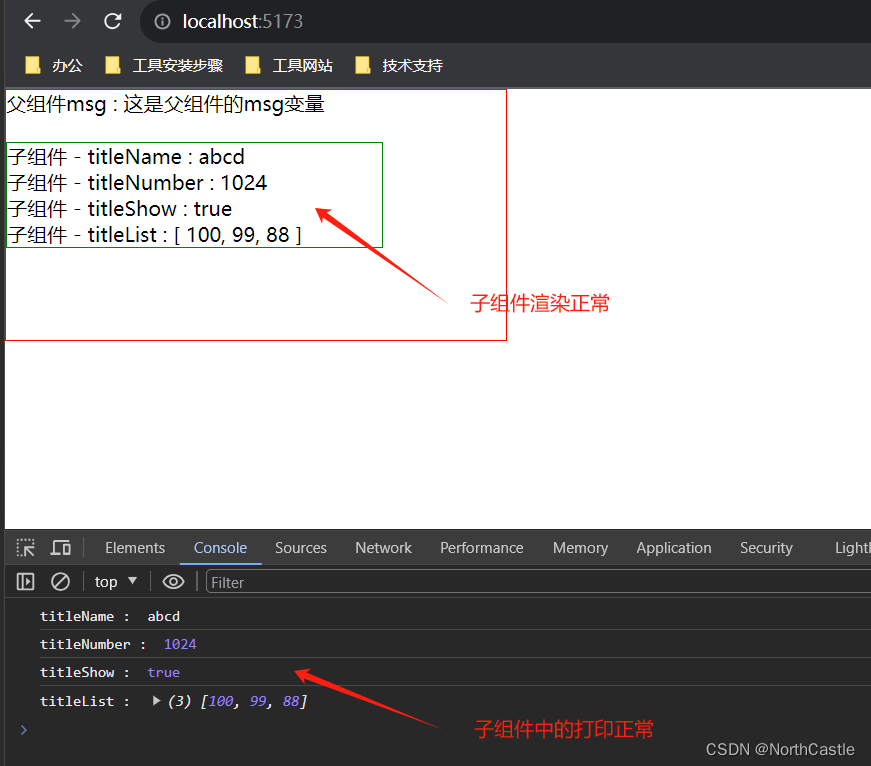 localhost:5173
办公 工具安装步骤 工具网站 技术支持
父组件msg : 这是父组件的msg变量
子组件 - titleName : abcd
子组件 - titleNumber : 1024
子组件 - titleShow : true
子组件 - titleList : [ 100, 99, 88 ]
子组件渲染正常
Elements Console Sources Network Performance Memory Application Security Lighth
top Filter
titleName : abcd
titleNumber : 1024
titleShow : true
titleList : (3) [100, 99, 88]
子组件中的打印正常
CSDN @NorthCastle